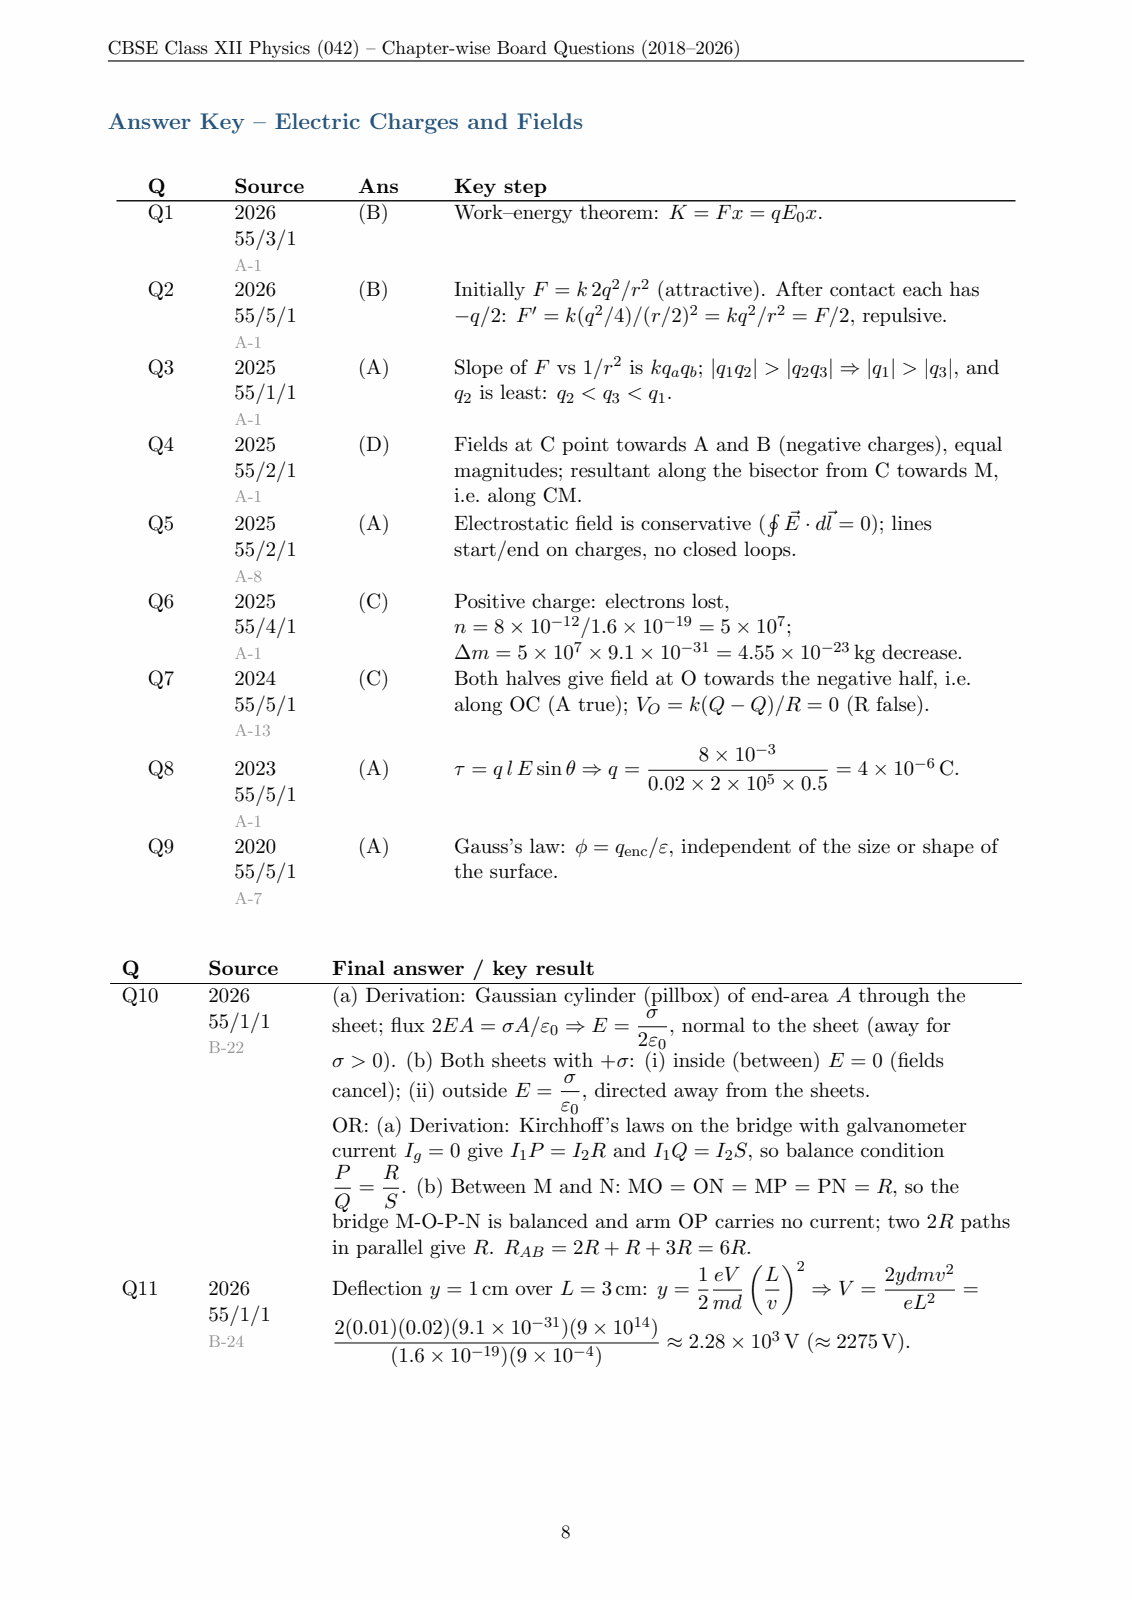 CBSE Class XII Physics (042) – Chapter-wise Board Questions (2018–2026)
Answer Key – Electric Charges and Fields
Q Source Ans Key step
Q1 2026 (B) Work–energy theorem: K = Fx = qE₀x.
55/3/1
A-1
Q2 2026 (B) Initially F = k 2q²/r² (attractive). After contact each has
55/5/1 −q/2: F′ = k(q²/4)/(r/2)² = kq²/r² = F/2, repulsive.
A-1
Q3 2025 (A) Slope of F vs 1/r² is kqₐq_b; |q₁q₂| > |q₂q₃| ⇒ |q₁| > |q₃|, and
55/1/1 q₂ is least: q₂ < q₃ < q₁.
A-1
Q4 2025 (D) Fields at C point towards A and B (negative charges), equal
55/2/1 magnitudes; resultant along the bisector from C towards M,
A-1 i.e. along CM.
Q5 2025 (A) Electrostatic field is conservative (∮ E⃗ · dl⃗ = 0); lines
55/2/1 start/end on charges, no closed loops.
A-8
Q6 2025 (C) Positive charge: electrons lost,
55/4/1 n = 8 × 10⁻¹²/1.6 × 10⁻¹⁹ = 5 × 10⁷;
A-1 Δm = 5 × 10⁷ × 9.1 × 10⁻³¹ = 4.55 × 10⁻²³ kg decrease.
Q7 2024 (C) Both halves give field at O towards the negative half, i.e.
55/5/1 along OC (A true); V_O = k(Q − Q)/R = 0 (R false).
A-13
Q8 2023 (A) τ = q l E sin θ ⇒ q = (8 × 10⁻³)/(0.02 × 2 × 10⁵ × 0.5) = 4 × 10⁻⁶ C.
55/5/1
A-1
Q9 2020 (A) Gauss’s law: φ = q_enc/ε, independent of the size or shape of
55/5/1 the surface.
A-7
Q Source Final answer / key result
Q10 2026 (a) Derivation: Gaussian cylinder (pillbox) of end-area A through the
55/1/1 sheet; flux 2EA = σA/ε₀ ⇒ E = σ/2ε₀, normal to the sheet (away for
B-22 σ > 0). (b) Both sheets with +σ: (i) inside (between) E = 0 (fields
cancel); (ii) outside E = σ/ε₀, directed away from the sheets.
OR: (a) Derivation: Kirchhoff’s laws on the bridge with galvanometer
current I_g = 0 give I₁P = I₂R and I₁Q = I₂S, so balance condition
P/Q = R/S. (b) Between M and N: MO = ON = MP = PN = R, so the
bridge M-O-P-N is balanced and arm OP carries no current; two 2R paths
in parallel give R. R_AB = 2R + R + 3R = 6R.
Q11 2026 Deflection y = 1 cm over L = 3 cm: y = (1/2)(eV/md)(L/v)² ⇒ V = 2ydmv²/eL² =
55/1/1
B-24 2(0.01)(0.02)(9.1 × 10⁻³¹)(9 × 10¹⁴)/(1.6 × 10⁻¹⁹)(9 × 10⁻⁴) ≈ 2.28 × 10³ V (≈ 2275 V).
8